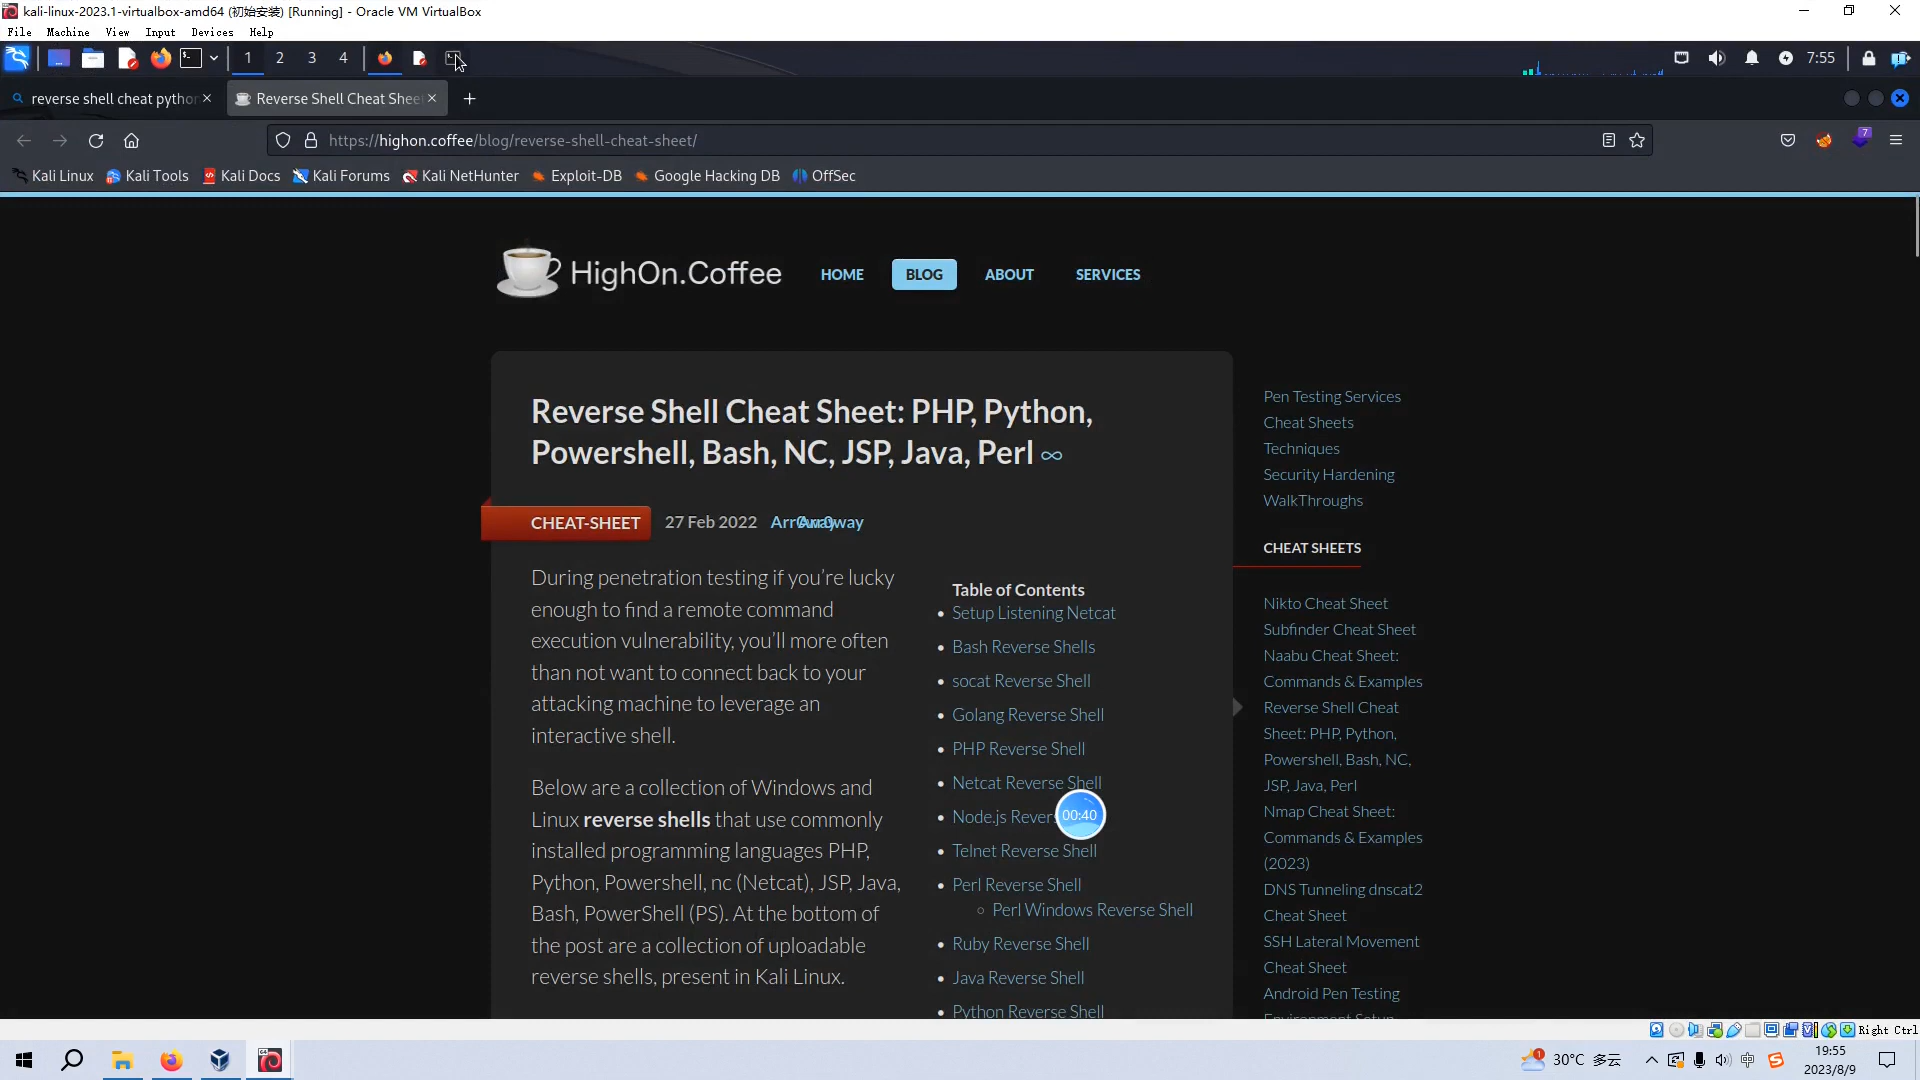 kali-linux-2023.1-virtualbox-amd64 (初始安装) [Running] - Oracle VM VirtualBox
File Machine View Input Devices Help
1 2 3 4
7:55
reverse shell cheat python
Reverse Shell Cheat Shee
https://highon.coffee/blog/reverse-shell-cheat-sheet/
7
Kali Linux Kali Tools Kali Docs Kali Forums Kali NetHunter Exploit-DB Google Hacking DB OffSec
HighOn.Coffee
HOME BLOG ABOUT SERVICES
Reverse Shell Cheat Sheet: PHP, Python,
Powershell, Bash, NC, JSP, Java, Perl ∞
CHEAT-SHEET 27 Feb 2022
During penetration testing if you’re lucky
enough to find a remote command
execution vulnerability, you’ll more often
than not want to connect back to your
attacking machine to leverage an
interactive shell.
Below are a collection of Windows and
Linux reverse shells that use commonly
installed programming languages PHP,
Python, Powershell, nc (Netcat), JSP, Java,
Bash, PowerShell (PS). At the bottom of
the post are a collection of uploadable
reverse shells, present in Kali Linux.
Table of Contents
Setup Listening Netcat
Bash Reverse Shells
socat Reverse Shell
Golang Reverse Shell
PHP Reverse Shell
Netcat Reverse Shell
Node.js Rever
00:40
Telnet Reverse Shell
Perl Reverse Shell
Perl Windows Reverse Shell
Ruby Reverse Shell
Java Reverse Shell
Python Reverse Shell
Pen Testing Services
Cheat Sheets
Techniques
Security Hardening
WalkThroughs
CHEAT SHEETS
Nikto Cheat Sheet
Subfinder Cheat Sheet
Naabu Cheat Sheet:
Commands & Examples
Reverse Shell Cheat
Sheet: PHP, Python,
Powershell, Bash, NC,
JSP, Java, Perl
Nmap Cheat Sheet:
Commands & Examples
(2023)
DNS Tunneling dnscat2
Cheat Sheet
SSH Lateral Movement
Cheat Sheet
Android Pen Testing
Environment Setup
Right Ctrl
1
30°C 多云
中
19:55
2023/8/9